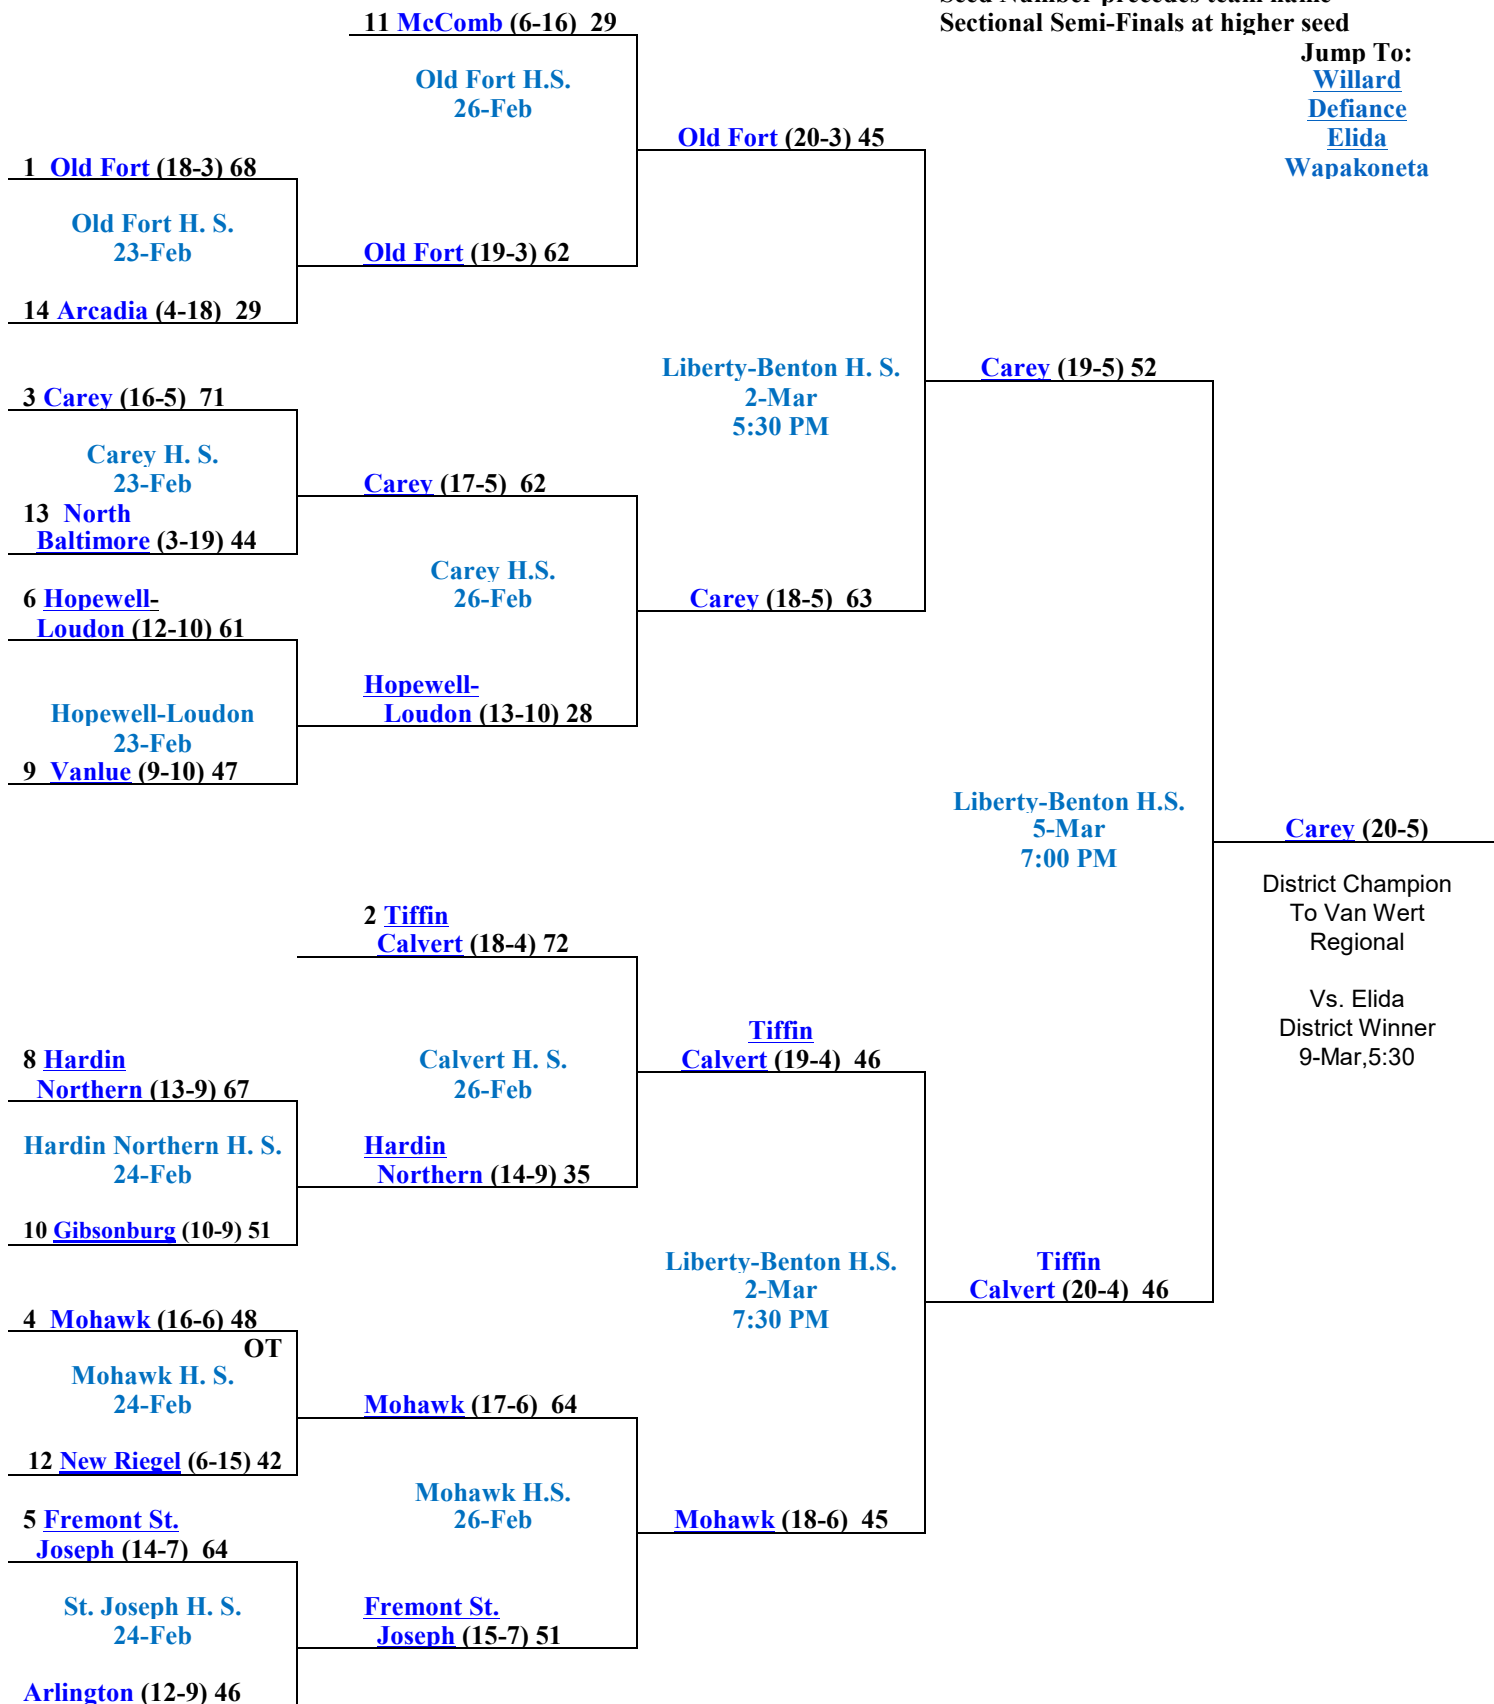 Seed Number precedes team name
11 McComb (6-16) 29
Sectional Semi-Finals at higher seed
Jump To:
Old Fort H.S.
26-Feb
Willard
Defiance
Elida
Wapakoneta
Old Fort (20-3) 45
1 Old Fort (18-3) 68
Old Fort H. S.
23-Feb
Old Fort (19-3) 62
14 Arcadia (4-18) 29
Liberty-Benton H. S.
2-Mar
5:30 PM
Carey (19-5) 52
3 Carey (16-5) 71
Carey H. S.
23-Feb
Carey (17-5) 62
13 North
Baltimore (3-19) 44
Carey H.S.
26-Feb
6 Hopewell-
Loudon (12-10) 61
Carey (18-5) 63
Hopewell-
Loudon (13-10) 28
Hopewell-Loudon
23-Feb
9 Vanlue (9-10) 47
Liberty-Benton H.S.
5-Mar
7:00 PM
Carey (20-5)
District Champion
To Van Wert
Regional
Vs. Elida
District Winner
9-Mar,5:30
2 Tiffin
Calvert (18-4) 72
Tiffin
Calvert (19-4) 46
8 Hardin
Northern (13-9) 67
Calvert H. S.
26-Feb
Hardin Northern H. S.
24-Feb
Hardin
Northern (14-9) 35
10 Gibsonburg (10-9) 51
Liberty-Benton H.S.
2-Mar
7:30 PM
Tiffin
Calvert (20-4) 46
4 Mohawk (16-6) 48
OT
Mohawk H. S.
24-Feb
Mohawk (17-6) 64
12 New Riegel (6-15) 42
Mohawk H.S.
26-Feb
Mohawk (18-6) 45
5 Fremont St.
Joseph (14-7) 64
St. Joseph H. S.
24-Feb
Fremont St.
Joseph (15-7) 51
Arlington (12-9) 46